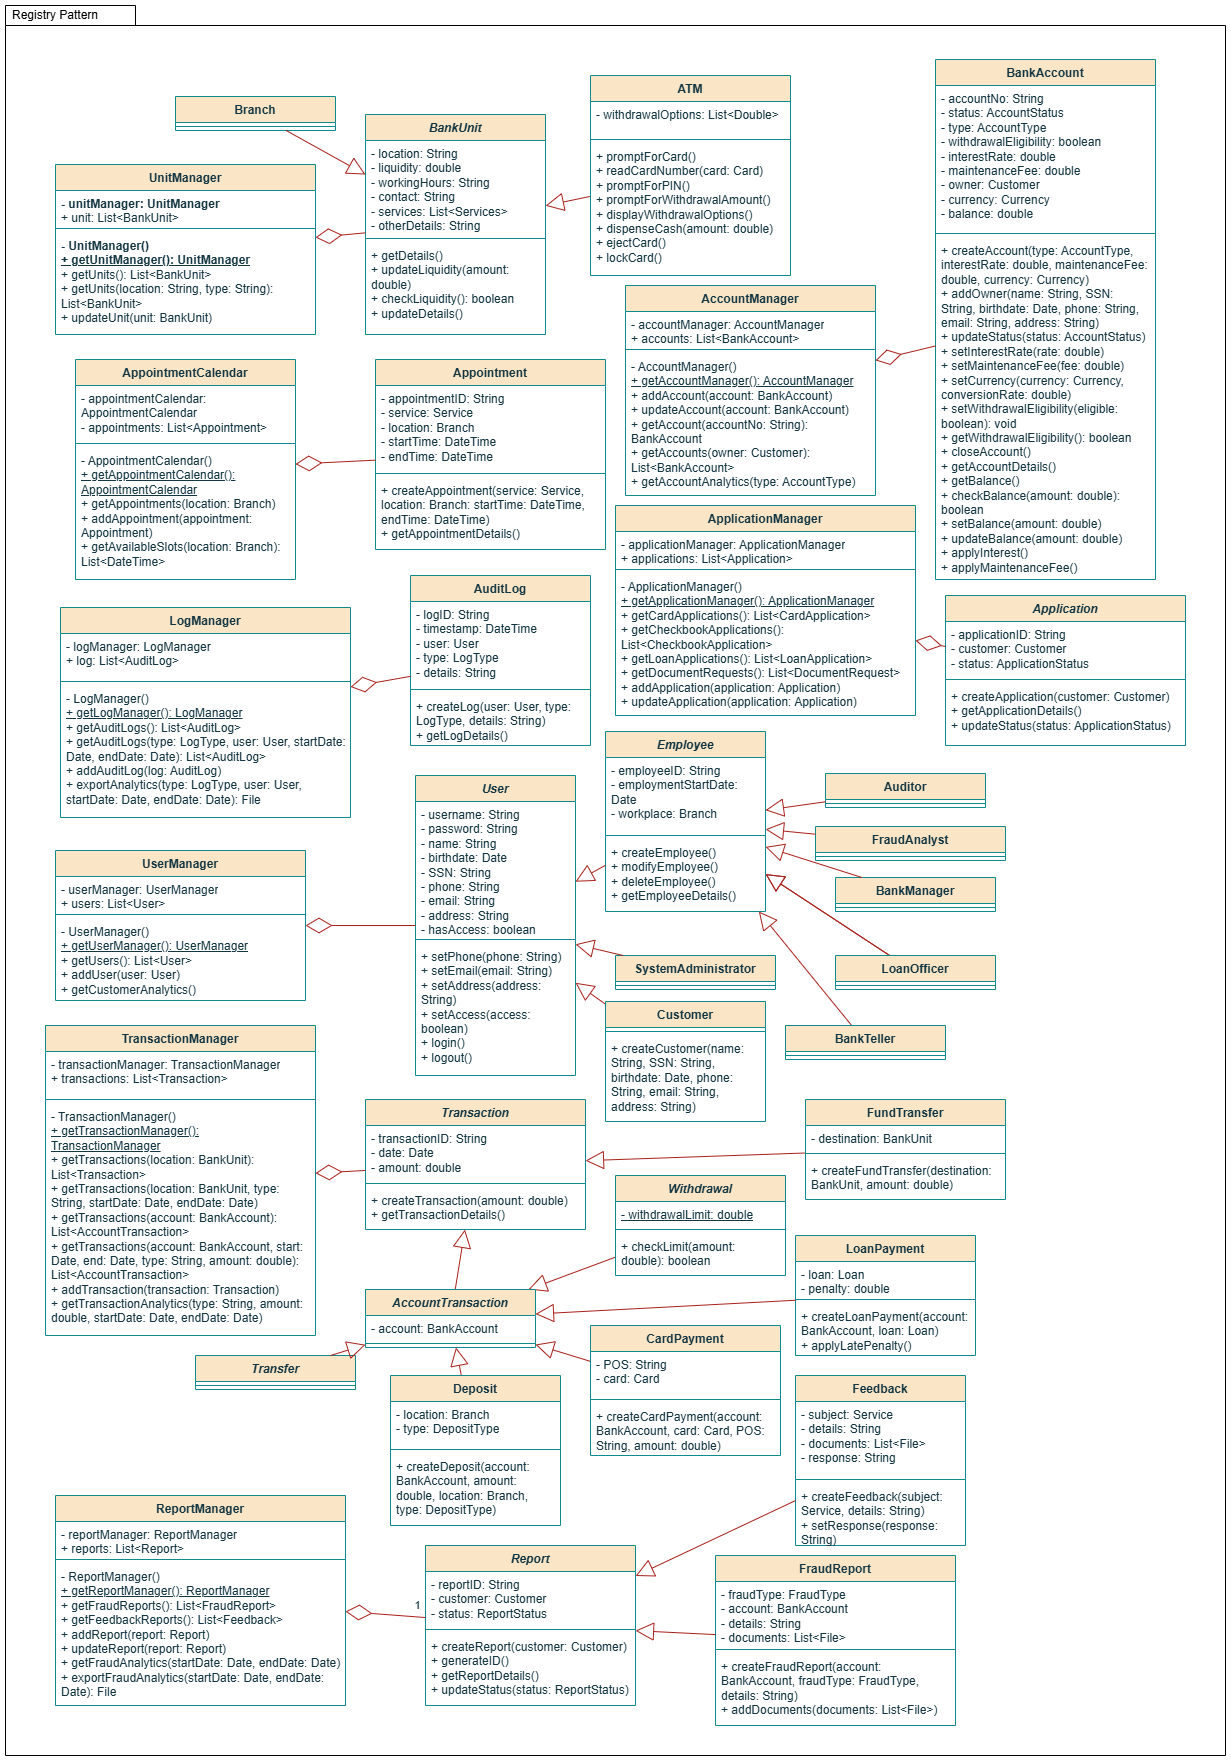 Registry Pattern
Branch
BankUnit
- location: String
- liquidity: double
- workingHours: String
- contact: String
- services: List<Services>
- otherDetails: String
+ getDetails()
+ updateLiquidity(amount:
double)
+ checkLiquidity(): boolean
+ updateDetails()
ATM
- withdrawalOptions: List<Double>
+ promptForCard()
+ readCardNumber(card: Card)
+ promptForPIN()
+ promptForWithdrawalAmount()
+ displayWithdrawalOptions()
+ dispenseCash(amount: double)
+ ejectCard()
+ lockCard()
BankAccount
- accountNo: String
- status: AccountStatus
- type: AccountType
- withdrawalEligibility: boolean
- interestRate: double
- maintenanceFee: double
- owner: Customer
- currency: Currency
- balance: double
+ createAccount(type: AccountType,
interestRate: double, maintenanceFee:
double, currency: Currency)
+ addOwner(name: String, SSN:
String, birthdate: Date, phone: String,
email: String, address: String)
+ updateStatus(status: AccountStatus)
+ setInterestRate(rate: double)
+ setMaintenanceFee(fee: double)
+ setCurrency(currency: Currency,
conversionRate: double)
+ setWithdrawalEligibility(eligible:
boolean): void
+ getWithdrawalEligibility(): boolean
+ closeAccount()
+ getAccountDetails()
+ getBalance()
+ checkBalance(amount: double):
boolean
+ setBalance(amount: double)
+ updateBalance(amount: double)
+ applyInterest()
+ applyMaintenanceFee()
UnitManager
- unitManager: UnitManager
+ unit: List<BankUnit>
- UnitManager()
+ getUnitManager(): UnitManager
+ getUnits(): List<BankUnit>
+ getUnits(location: String, type: String):
List<BankUnit>
+ updateUnit(unit: BankUnit)
AccountManager
- accountManager: AccountManager
+ accounts: List<BankAccount>
- AccountManager()
+ getAccountManager(): AccountManager
+ addAccount(account: BankAccount)
+ updateAccount(account: BankAccount)
+ getAccount(accountNo: String):
BankAccount
+ getAccounts(owner: Customer):
List<BankAccount>
+ getAccountAnalytics(type: AccountType)
AppointmentCalendar
- appointmentCalendar:
AppointmentCalendar
- appointments: List<Appointment>
- AppointmentCalendar()
+ getAppointmentCalendar():
AppointmentCalendar
+ getAppointments(location: Branch)
+ addAppointment(appointment:
Appointment)
+ getAvailableSlots(location: Branch):
List<DateTime>
Appointment
- appointmentID: String
- service: Service
- location: Branch
- startTime: DateTime
- endTime: DateTime
+ createAppointment(service: Service,
location: Branch: startTime: DateTime,
endTime: DateTime)
+ getAppointmentDetails()
ApplicationManager
- applicationManager: ApplicationManager
+ applications: List<Application>
- ApplicationManager()
+ getApplicationManager(): ApplicationManager
+ getCardApplications(): List<CardApplication>
+ getCheckbookApplications():
List<CheckbookApplication>
+ getLoanApplications(): List<LoanApplication>
+ getDocumentRequests(): List<DocumentRequest>
+ addApplication(application: Application)
+ updateApplication(application: Application)
Application
- applicationID: String
- customer: Customer
- status: ApplicationStatus
+ createApplication(customer: Customer)
+ getApplicationDetails()
+ updateStatus(status: ApplicationStatus)
LogManager
- logManager: LogManager
+ log: List<AuditLog>
- LogManager()
+ getLogManager(): LogManager
+ getAuditLogs(): List<AuditLog>
+ getAuditLogs(type: LogType, user: User, startDate:
Date, endDate: Date): List<AuditLog>
+ addAuditLog(log: AuditLog)
+ exportAnalytics(type: LogType, user: User,
startDate: Date, endDate: Date): File
AuditLog
- logID: String
- timestamp: DateTime
- user: User
- type: LogType
- details: String
+ createLog(user: User, type:
LogType, details: String)
+ getLogDetails()
Employee
- employeeID: String
- employmentStartDate:
Date
- workplace: Branch
+ createEmployee()
+ modifyEmployee()
+ deleteEmployee()
+ getEmployeeDetails()
Auditor
FraudAnalyst
BankManager
LoanOfficer
BankTeller
User
- username: String
- password: String
- name: String
- birthdate: Date
- SSN: String
- phone: String
- email: String
- address: String
- hasAccess: boolean
+ setPhone(phone: String)
+ setEmail(email: String)
+ setAddress(address:
String)
+ setAccess(access:
boolean)
+ login()
+ logout()
UserManager
- userManager: UserManager
+ users: List<User>
- UserManager()
+ getUserManager(): UserManager
+ getUsers(): List<User>
+ addUser(user: User)
+ getCustomerAnalytics()
SystemAdministrator
Customer
+ createCustomer(name:
String, SSN: String,
birthdate: Date, phone:
String, email: String,
address: String)
TransactionManager
- transactionManager: TransactionManager
+ transactions: List<Transaction>
- TransactionManager()
+ getTransactionManager():
TransactionManager
+ getTransactions(location: BankUnit):
List<Transaction>
+ getTransactions(location: BankUnit, type:
String, startDate: Date, endDate: Date)
+ getTransactions(account: BankAccount):
List<AccountTransaction>
+ getTransactions(account: BankAccount, start:
Date, end: Date, type: String, amount: double):
List<AccountTransaction>
+ addTransaction(transaction: Transaction)
+ getTransactionAnalytics(type: String, amount:
double, startDate: Date, endDate: Date)
Transaction
- transactionID: String
- date: Date
- amount: double
+ createTransaction(amount: double)
+ getTransactionDetails()
FundTransfer
- destination: BankUnit
+ createFundTransfer(destination:
BankUnit, amount: double)
Withdrawal
- withdrawalLimit: double
+ checkLimit(amount:
double): boolean
LoanPayment
- loan: Loan
- penalty: double
+ createLoanPayment(account:
BankAccount, loan: Loan)
+ applyLatePenalty()
AccountTransaction
- account: BankAccount
Transfer
CardPayment
- POS: String
- card: Card
+ createCardPayment(account:
BankAccount, card: Card, POS:
String, amount: double)
Deposit
- location: Branch
- type: DepositType
+ createDeposit(account:
BankAccount, amount:
double, location: Branch,
type: DepositType)
Feedback
- subject: Service
- details: String
- documents: List<File>
- response: String
+ createFeedback(subject:
Service, details: String)
+ setResponse(response:
String)
ReportManager
- reportManager: ReportManager
+ reports: List<Report>
- ReportManager()
+ getReportManager(): ReportManager
+ getFraudReports(): List<FraudReport>
+ getFeedbackReports(): List<Feedback>
+ addReport(report: Report)
+ updateReport(report: Report)
+ getFraudAnalytics(startDate: Date, endDate: Date)
+ exportFraudAnalytics(startDate: Date, endDate:
Date): File
1
Report
- reportID: String
- customer: Customer
- status: ReportStatus
+ createReport(customer: Customer)
+ generateID()
+ getReportDetails()
+ updateStatus(status: ReportStatus)
FraudReport
- fraudType: FraudType
- account: BankAccount
- details: String
- documents: List<File>
+ createFraudReport(account:
BankAccount, fraudType: FraudType,
details: String)
+ addDocuments(documents: List<File>)